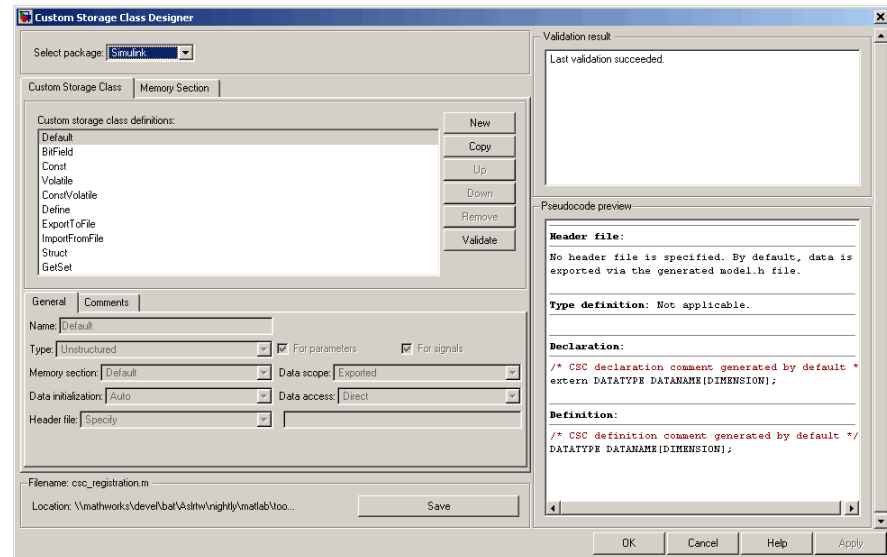 Custom Storage Class Designer
Select package: Simulink
Custom Storage Class Memory Section
Custom storage class definitions:
Default
BitField
Const
Volatile
ConstVolatile
Define
ExportToFile
ImportFromFile
Struct
GetSet
New
Copy
Up
Down
Remove
Validate
General Comments
Name: Default
Type: Unstructured For parameters For signals
Memory section: Default Data scope: Exported
Data initialization: Auto Data access: Direct
Header file: Specify
Filename: csc_registration.m
Location: \\mathworks\devel\bat\Aslrtw\nightly\matlab\too... Save
Validation result
Last validation succeeded.
Pseudocode preview
Header file:
No header file is specified. By default, data is
exported via the generated model.h file.
Type definition: Not applicable.
Declaration:
/* CSC declaration comment generated by default *
extern DATATYPE DATANAME[DIMENSION];
Definition:
/* CSC definition comment generated by default */
DATATYPE DATANAME[DIMENSION];
OK Cancel Help Apply